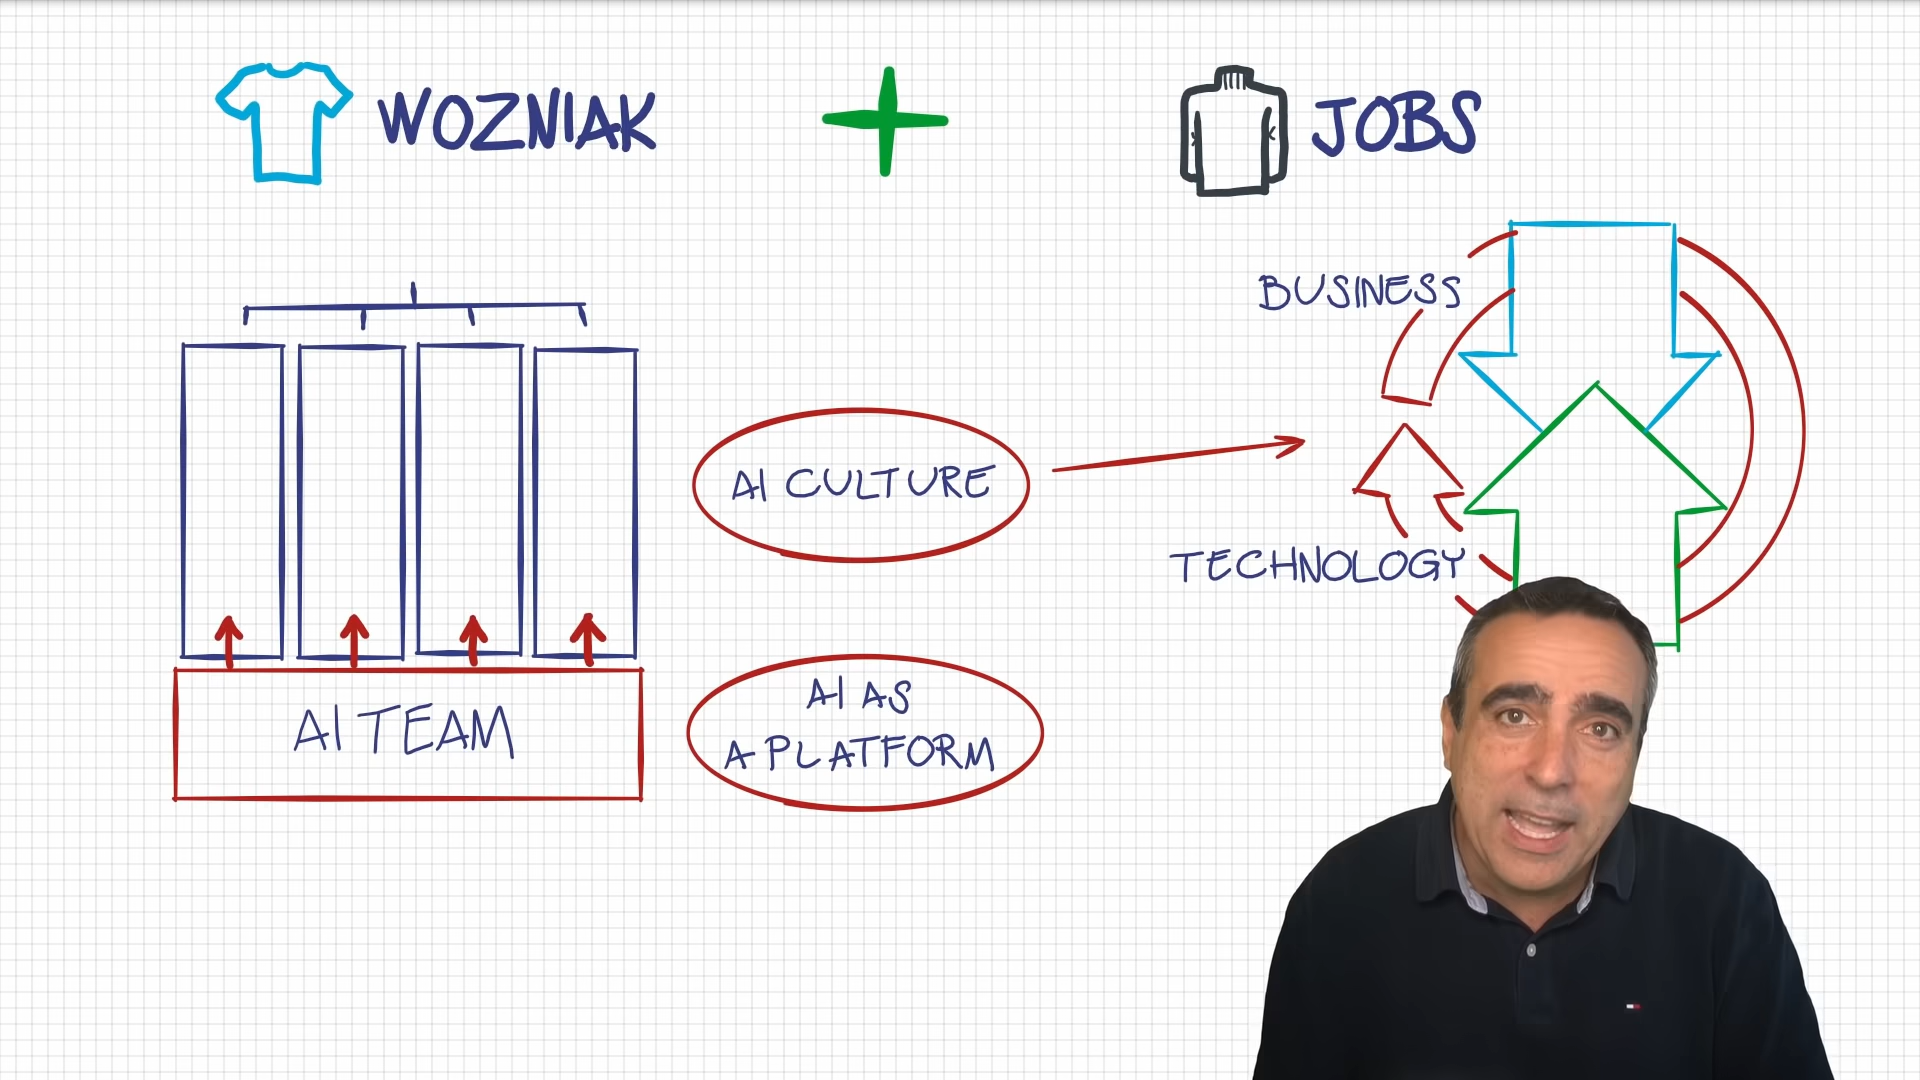 WOZNIAK
JOBS
BUSINESS
AI CULTURE
TECHNOLOGY
AI AS
A PLATFORM
AI TEAM